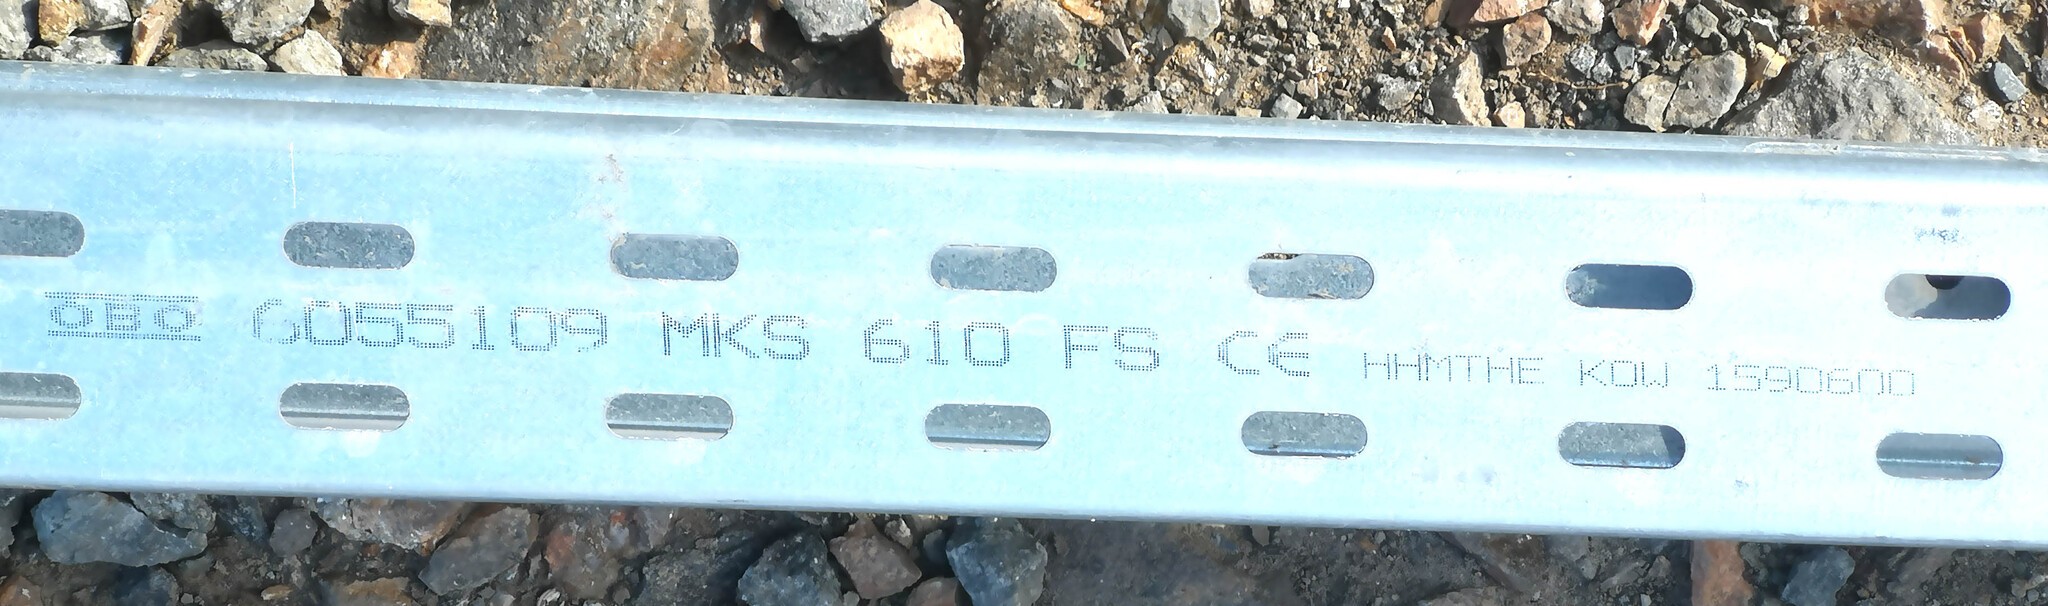 OBO 6055109 MKS 610 FS CE HHMTHE KOW 1590600